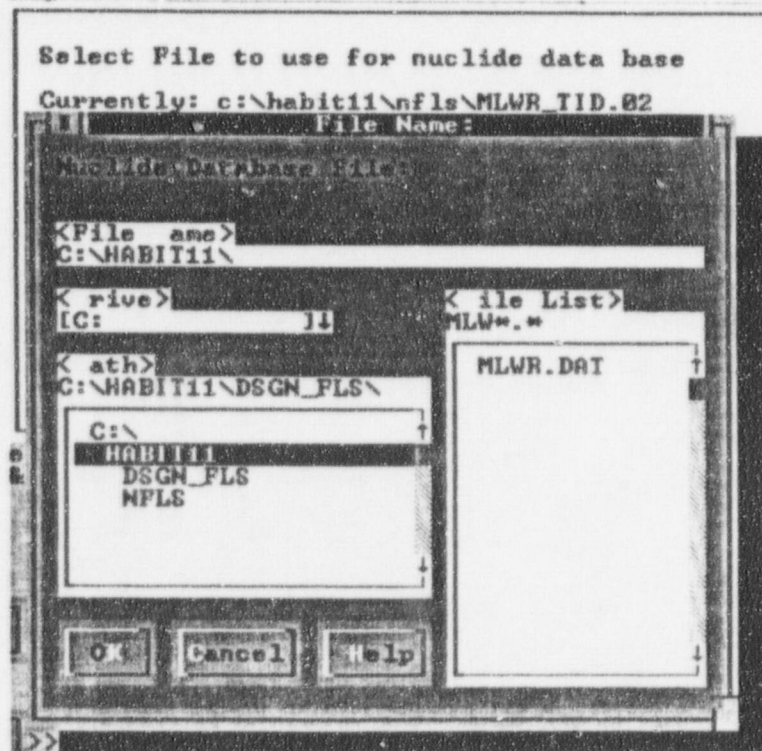 Select File to use for nuclide data base
Currently: c:\habit11\nfls\MLWR_TID.02
File Name:
Nuclide Database File:
<File ame>
C:\HABIT11\
< rive>
[C: ]↓
< ath>
C:\HABIT11\DSGN_FLS\
C:\
HABIT11
DSGN_FLS
NFLS
< ile List>
MLW*.*
MLWR.DAT
OK
Cancel
Help
>>